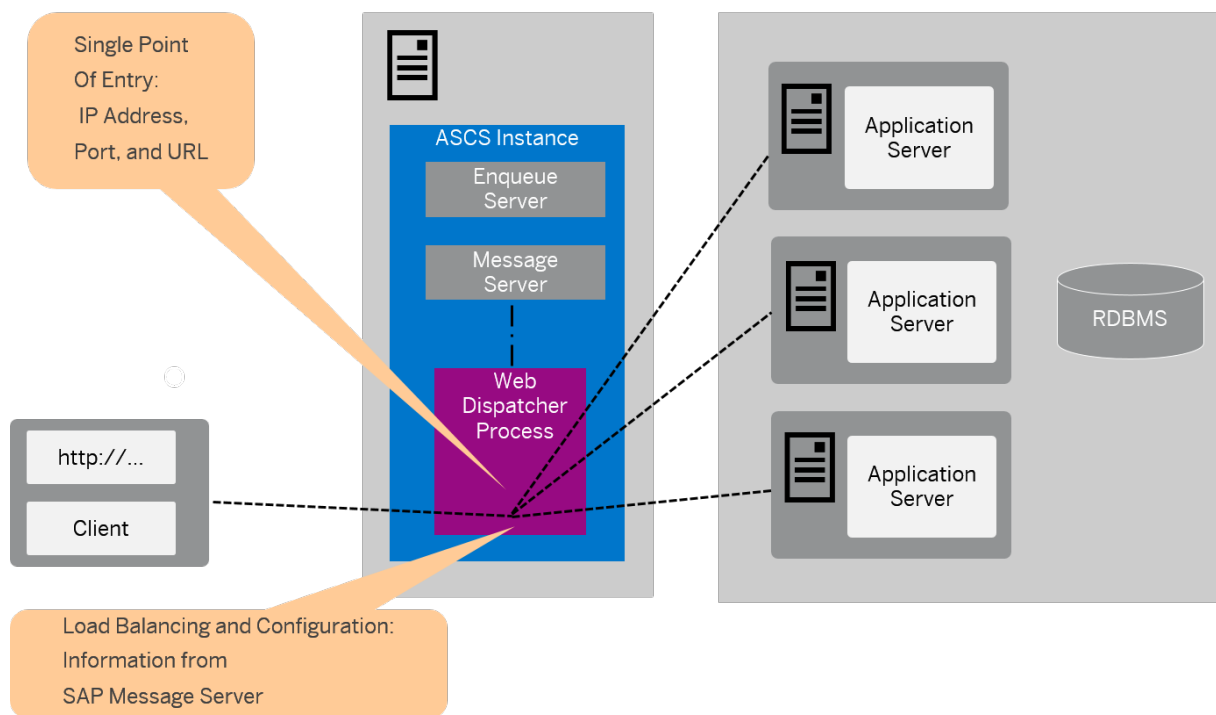 Single Point
Of Entry:
IP Address,
Port, and URL
ASCS Instance
Enqueue
Server
Message
Server
Web
Dispatcher
Process
Application
Server
Application
Server
RDBMS
Application
Server
http://...
Client
Load Balancing and Configuration:
Information from
SAP Message Server